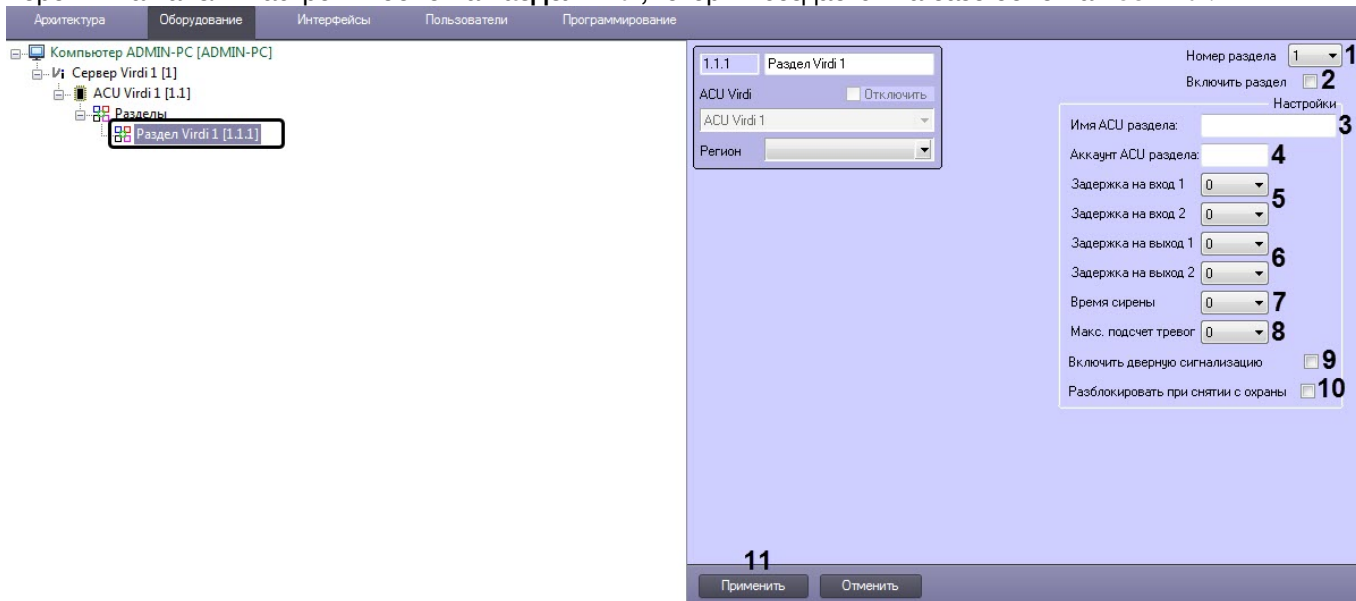 Архитектура Оборудование Интерфейсы Пользователи Программирование
Компьютер ADMIN-PC [ADMIN-PC]
Сервер Virdi 1 [1]
ACU Virdi 1 [1.1]
Разделы
Раздел Virdi 1 [1.1.1]
1.1.1 Раздел Virdi 1
ACU Virdi Отключить
ACU Virdi 1
Регион
Номер раздела 1 1
Включить раздел 2
Настройки
Имя ACU раздела: 3
Аккаунт ACU раздела: 4
Задержка на вход 1 0
5
Задержка на вход 2 0
Задержка на выход 1 0
6
Задержка на выход 2 0
Время сирены 0 7
Макс. подсчет тревог 0 8
Включить дверную сигнализацию 9
Разблокировать при снятии с охраны 10
11
Применить Отменить